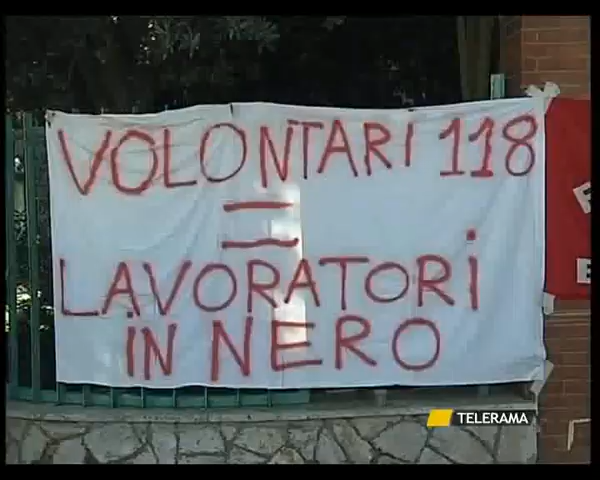 VOLONTARI 118
=
LAVORATORi
IN NERO
TELERAMA